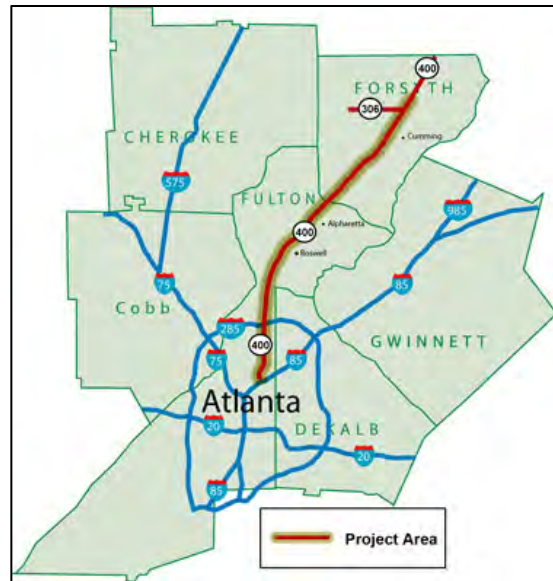 400
FORSYTH
306
Cumming
CHEROKEE
575
FULTON
985
400
Alpharetta
Roswell
75
85
Cobb
285
GWINNETT
400
75
85
Atlanta
DEKALB
20
20
85
Project Area